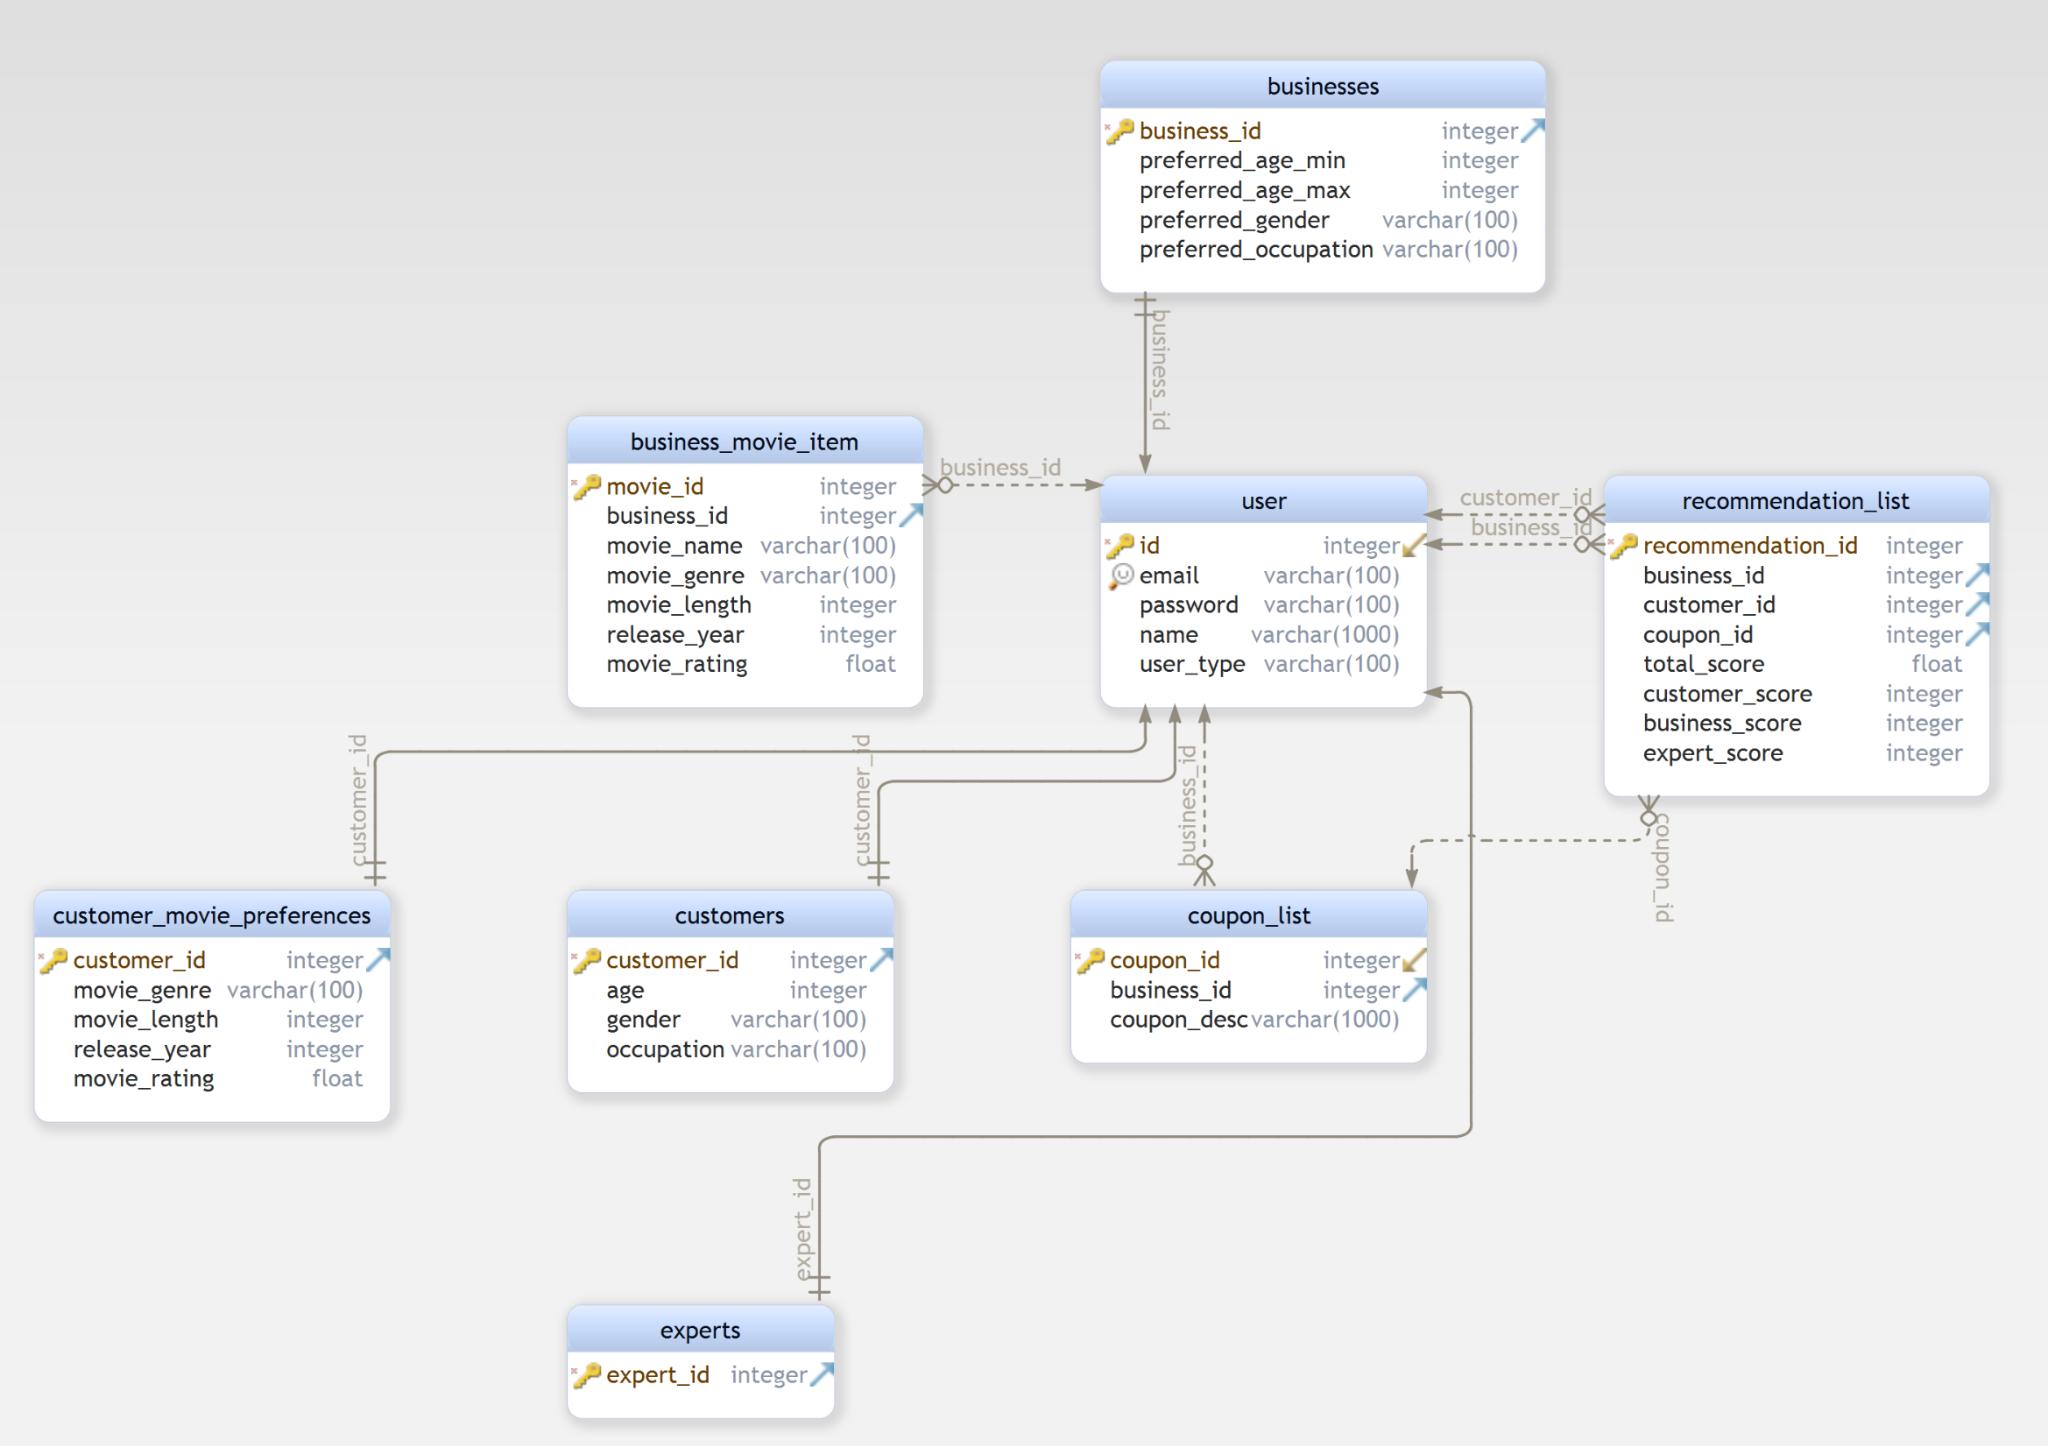 businesses
business_id integer
preferred_age_min integer
preferred_age_max integer
preferred_gender varchar(100)
preferred_occupation varchar(100)
business_id
business_movie_item
movie_id integer
business_id integer
movie_name varchar(100)
movie_genre varchar(100)
movie_length integer
release_year integer
movie_rating float
business_id
user
id integer
email varchar(100)
password varchar(100)
name varchar(1000)
user_type varchar(100)
customer_id
business_id
recommendation_list
recommendation_id integer
business_id integer
customer_id integer
coupon_id integer
total_score float
customer_score integer
business_score integer
expert_score integer
customer_id
customer_id
business_id
coupon_id
customer_movie_preferences
customer_id integer
movie_genre varchar(100)
movie_length integer
release_year integer
movie_rating float
customers
customer_id integer
age integer
gender varchar(100)
occupation varchar(100)
coupon_list
coupon_id integer
business_id integer
coupon_desc varchar(1000)
expert_id
experts
expert_id integer